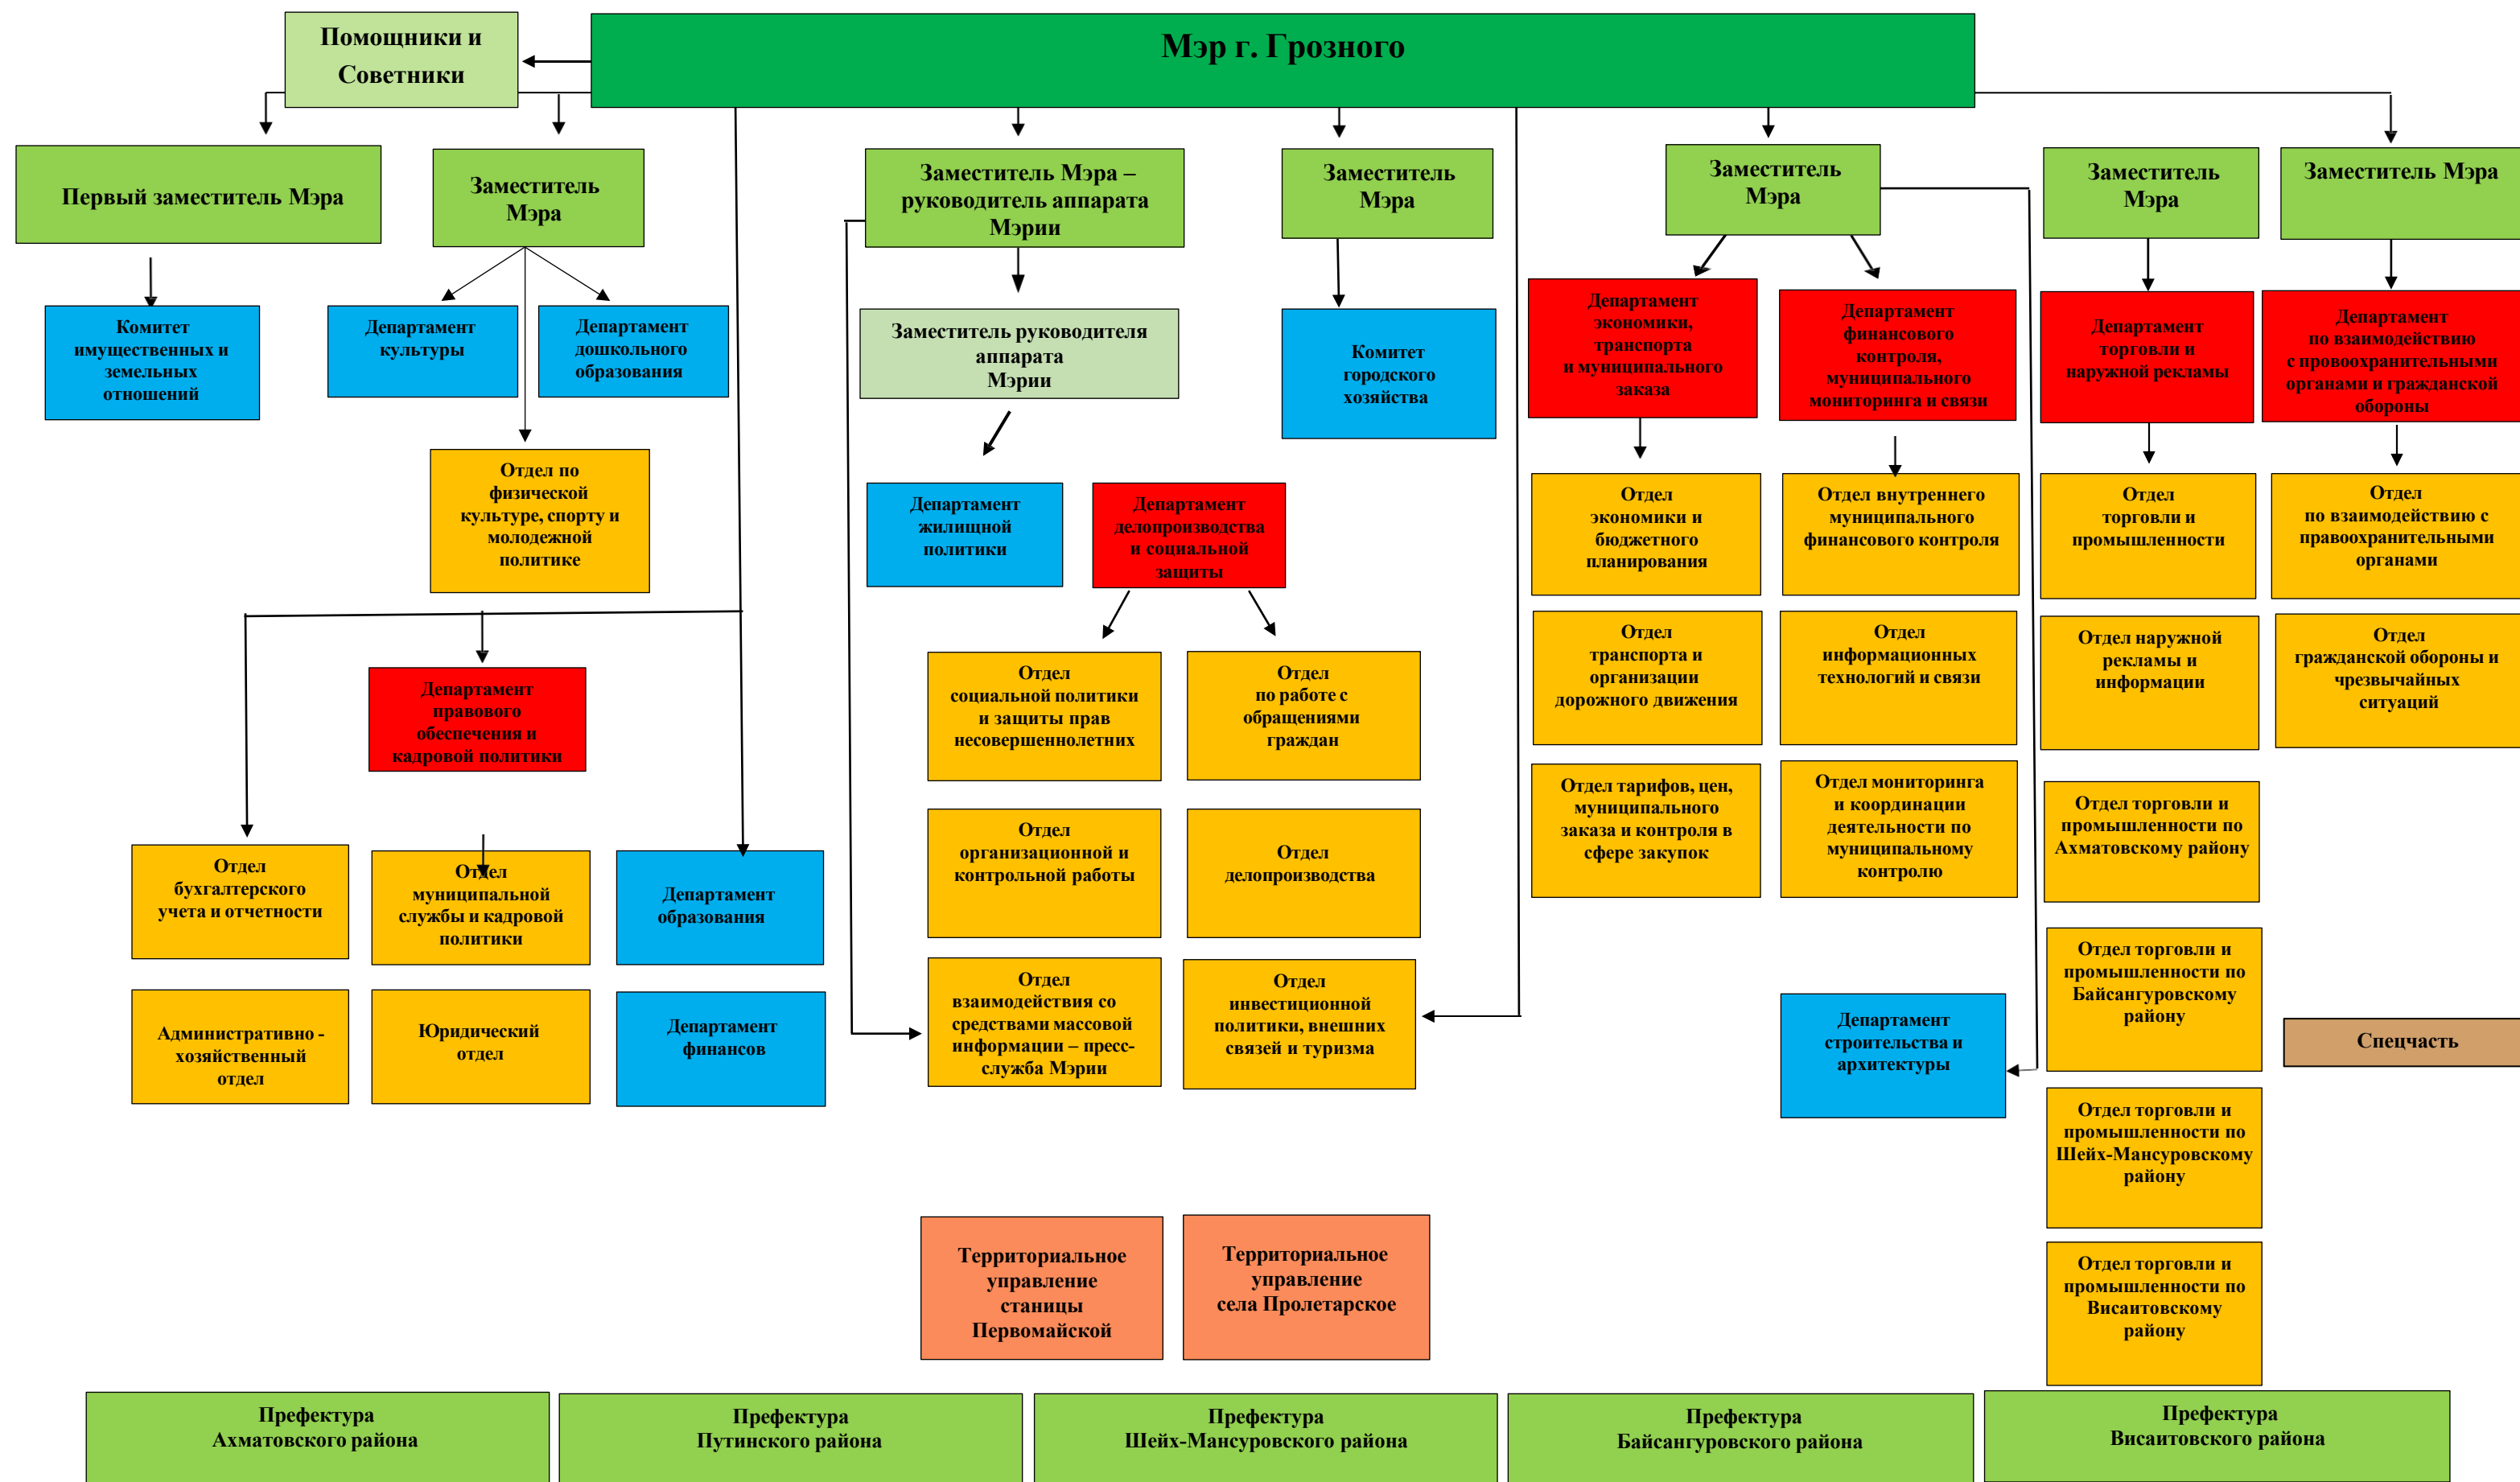 Помощники и
Советники
Мэр г. Грозного
Первый заместитель Мэра
Заместитель
Мэра
Заместитель Мэра –
руководитель аппарата
Мэрии
Заместитель
Мэра
Заместитель
Мэра
Заместитель
Мэра
Заместитель Мэра
Комитет
имущественных и
земельных
отношений
Департамент
культуры
Департамент
дошкольного
образования
Заместитель руководителя
аппарата
Мэрии
Комитет
городского
хозяйства
Департамент
экономики,
транспорта
и муниципального
заказа
Департамент
финансового
контроля,
муниципального
мониторинга и связи
Департамент
торговли и
наружной рекламы
Департамент
по взаимодействию
с провоохранительными
органами и гражданской
обороны
Отдел по
физической
культуре, спорту и
молодежной
политике
Департамент
жилищной
политики
Департамент
делопроизводства
и социальной
защиты
Отдел
экономики и
бюджетного
планирования
Отдел внутреннего
муниципального
финансового контроля
Отдел
торговли и
промышленности
Отдел
по взаимодействию с
правоохранительными
органами
Департамент
правового
обеспечения и
кадровой политики
Отдел
социальной политики
и защиты прав
несовершеннолетних
Отдел
по работе с
обращениями
граждан
Отдел
транспорта и
организации
дорожного движения
Отдел
информационных
технологий и связи
Отдел наружной
рекламы и
информации
Отдел
гражданской обороны и
чрезвычайных
ситуаций
Отдел
бухгалтерского
учета и отчетности
Отдел
муниципальной
службы и кадровой
политики
Департамент
образования
Отдел
организационной и
контрольной работы
Отдел
делопроизводства
Отдел тарифов, цен,
муниципального
заказа и контроля в
сфере закупок
Отдел мониторинга
и координации
деятельности по
муниципальному
контролю
Отдел торговли и
промышленности по
Ахматовскому району
Административно -
хозяйственный
отдел
Юридический
отдел
Департамент
финансов
Отдел
взаимодействия со
средствами массовой
информации – пресс-
служба Мэрии
Отдел
инвестиционной
политики, внешних
связей и туризма
Департамент
строительства и
архитектуры
Отдел торговли и
промышленности по
Байсангуровскому
району
Спецчасть
Отдел торговли и
промышленности по
Шейх-Мансуровскому
району
Территориальное
управление
станицы
Первомайской
Территориальное
управление
села Пролетарское
Отдел торговли и
промышленности по
Висаитовскому
району
Префектура
Ахматовского района
Префектура
Путинского района
Префектура
Шейх-Мансуровского района
Префектура
Байсангуровского района
Префектура
Висаитовского района